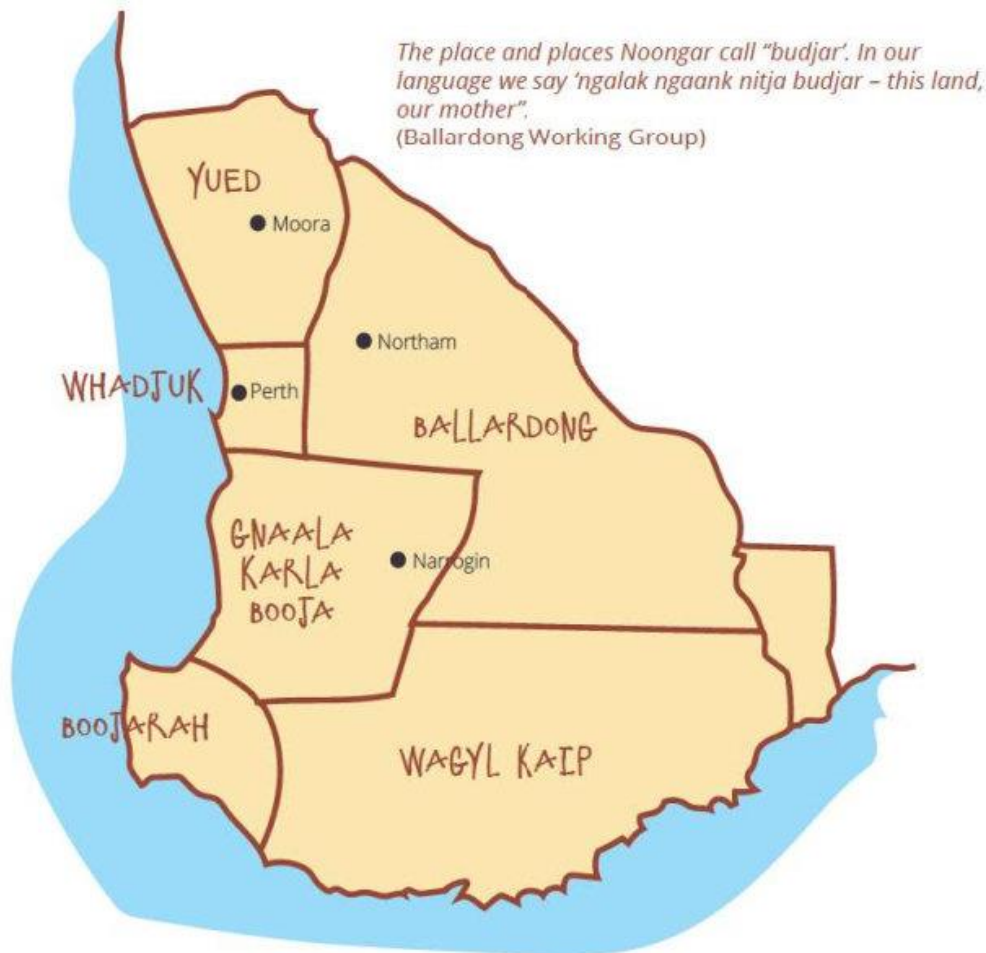 The place and places Noongar call “budjar’. In our
language we say ‘ngalak ngaank nitja budjar – this land,
our mother”.
(Ballardong Working Group)
YUED
Moora
Northam
WHADJUK
Perth
BALLARDONG
GNAALA
KARLA
BOOJA
Narrogin
BOOJARAH
WAGYL KAIP